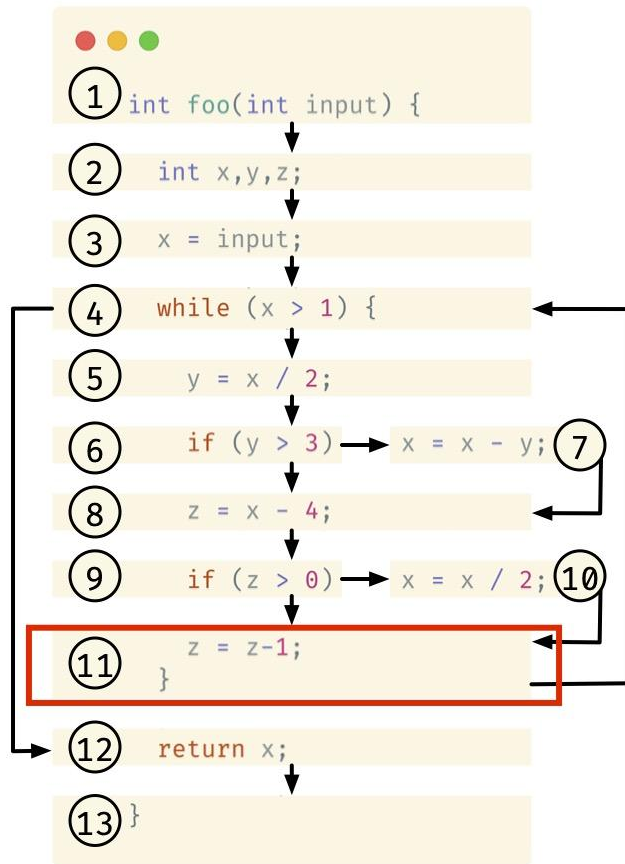 1 int foo(int input) {
2 int x,y,z;
3 x = input;
4 while (x > 1) {
5 y = x / 2;
6 if (y > 3) x = x - y; 7
8 z = x - 4;
9 if (z > 0) x = x / 2; 10
11 z = z-1;
}
12 return x;
13 }